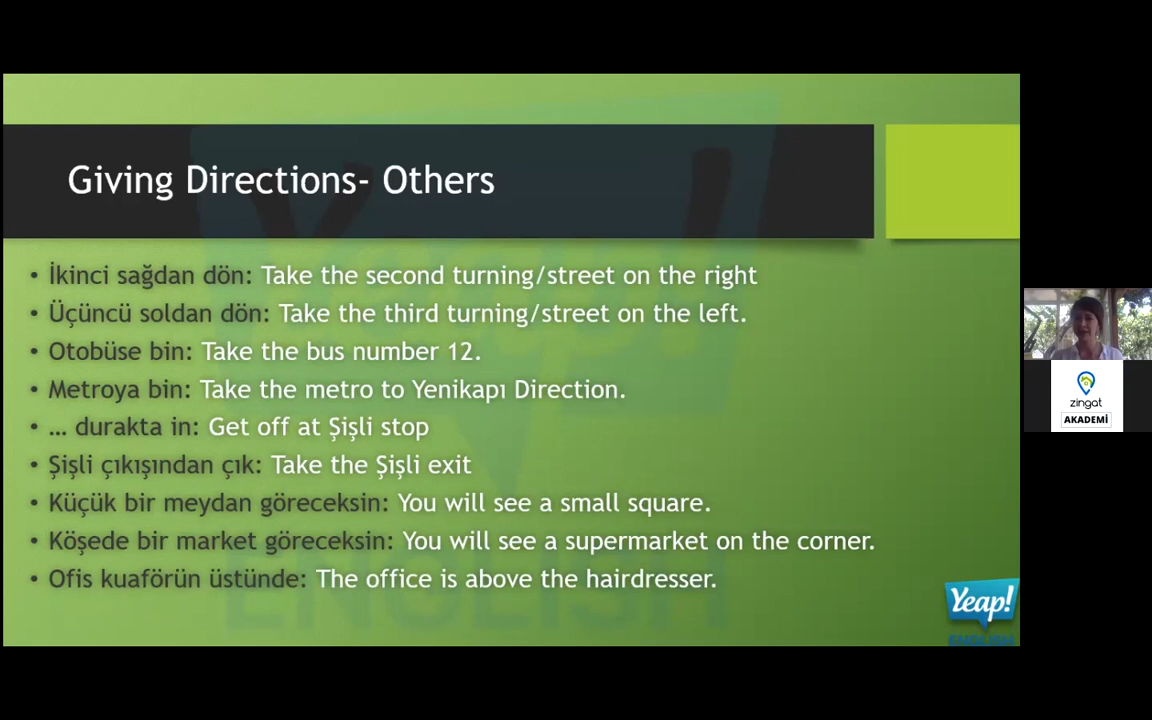 Giving Directions- Others
• İkinci sağdan dön: Take the second turning/street on the right
• Üçüncü soldan dön: Take the third turning/street on the left.
• Otobüse bin: Take the bus number 12.
• Metroya bin: Take the metro to Yenikapı Direction.
• … durakta in: Get off at Şişli stop
• Şişli çıkışından çık: Take the Şişli exit
• Küçük bir meydan göreceksin: You will see a small square.
• Köşede bir market göreceksin: You will see a supermarket on the corner.
• Ofis kuaförün üstünde: The office is above the hairdresser.
Yeap!
ENGLISH
zingat
AKADEMİ